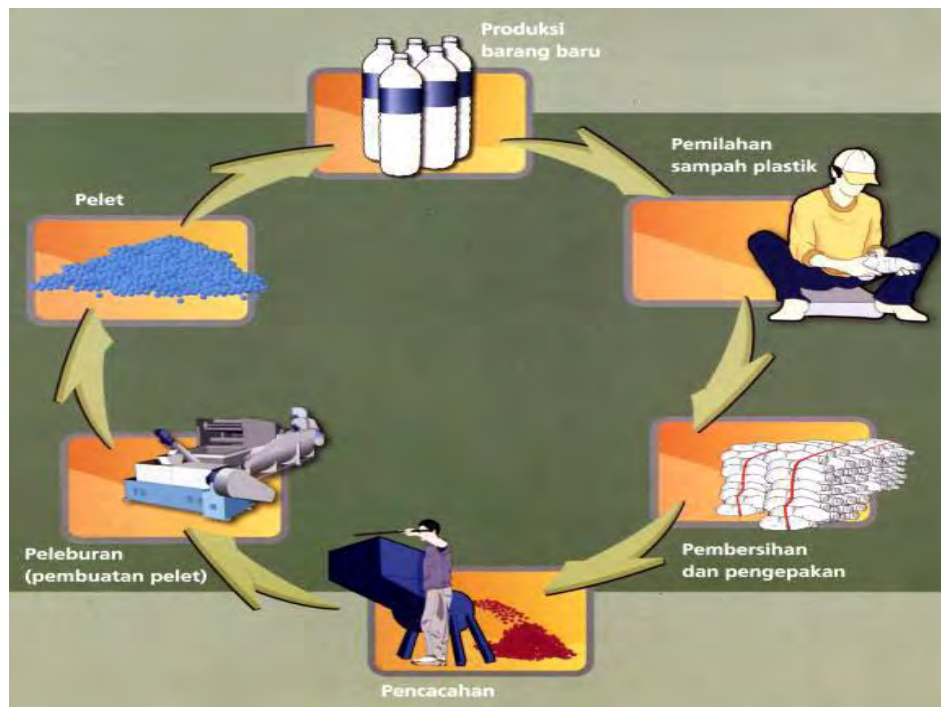 Produksi
barang baru
Pemilahan
sampah plastik
Pembersihan
dan pengepakan
Pencacahan
Peleburan
(pembuatan pelet)
Pelet